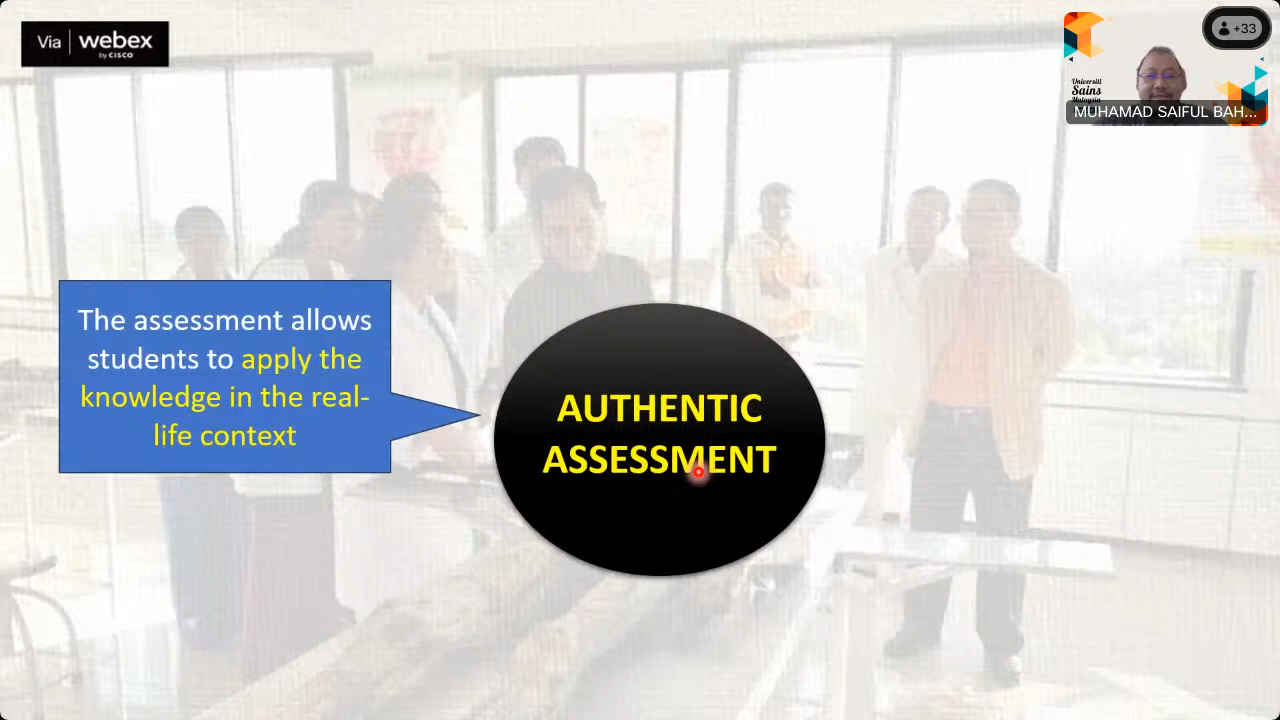 Via webex
by CISCO
+33
Universiti
Sains
Malaysia
MUHAMAD SAIFUL BAH...
The assessment allows
students to apply the
knowledge in the real-
life context
AUTHENTIC
ASSESSMENT